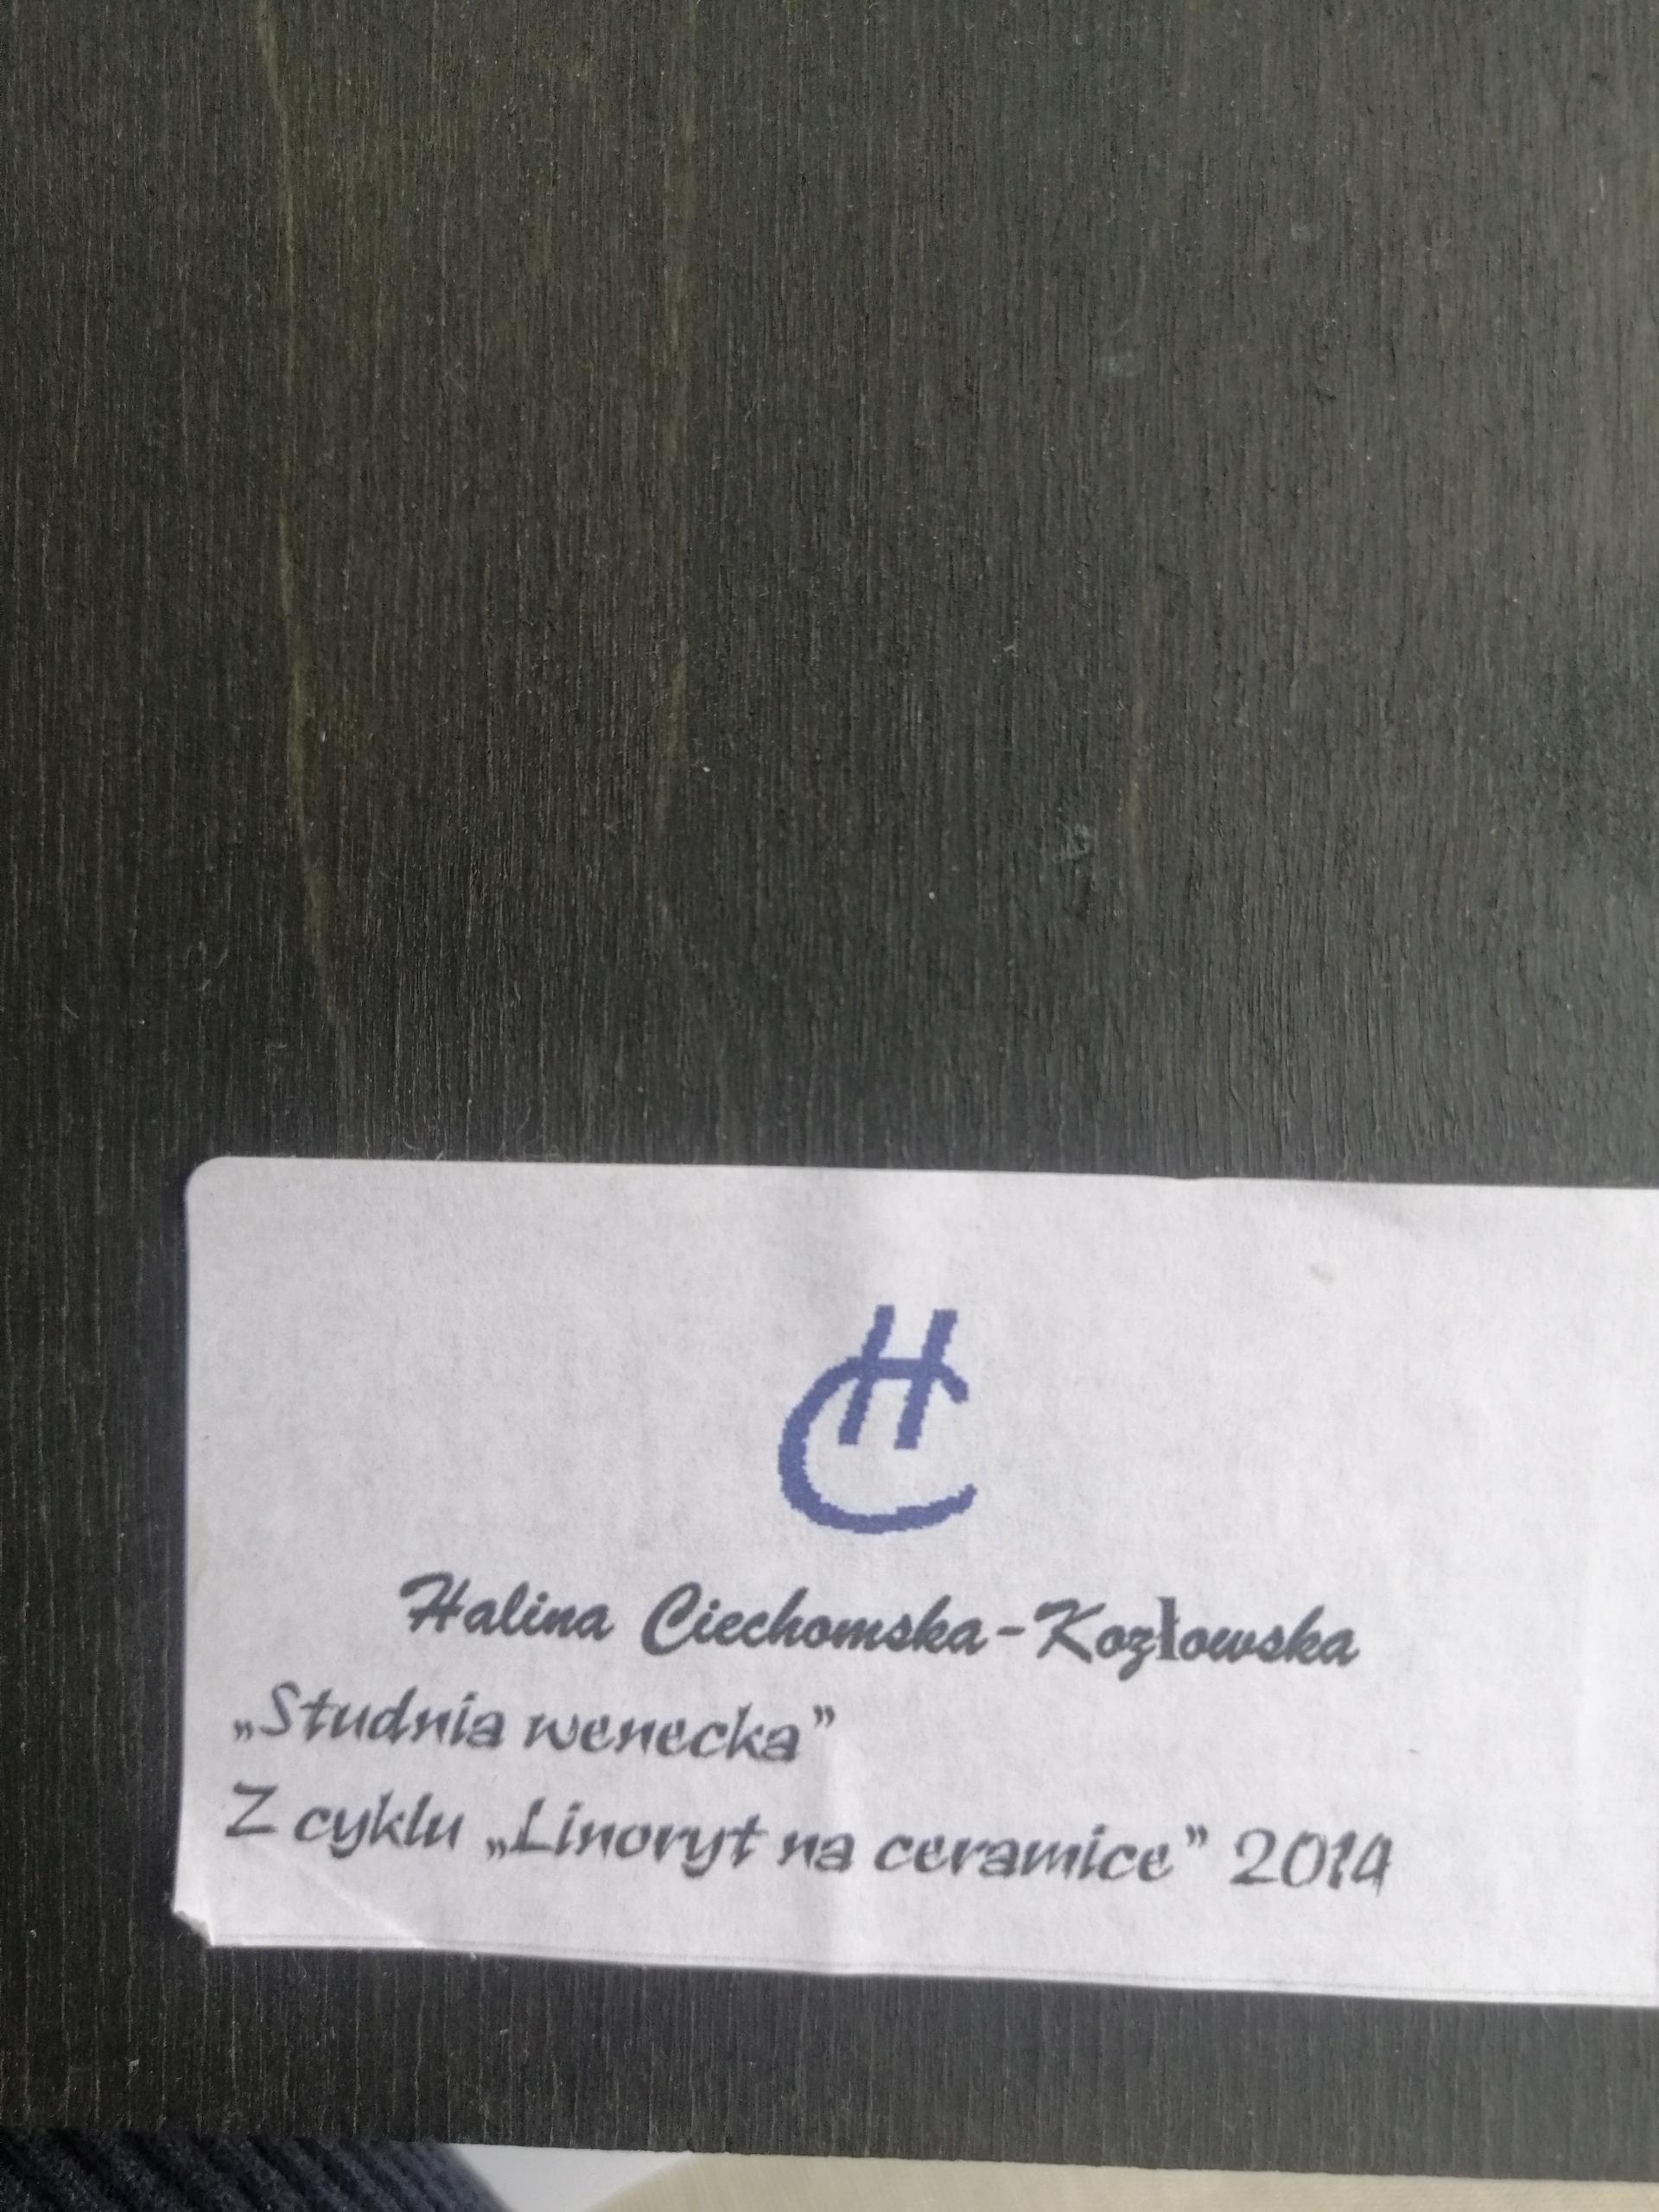 HC
Halina Ciechomska-Kozłowska
„Studnia wenecka”
Z cyklu „Linoryt na ceramice” 2014